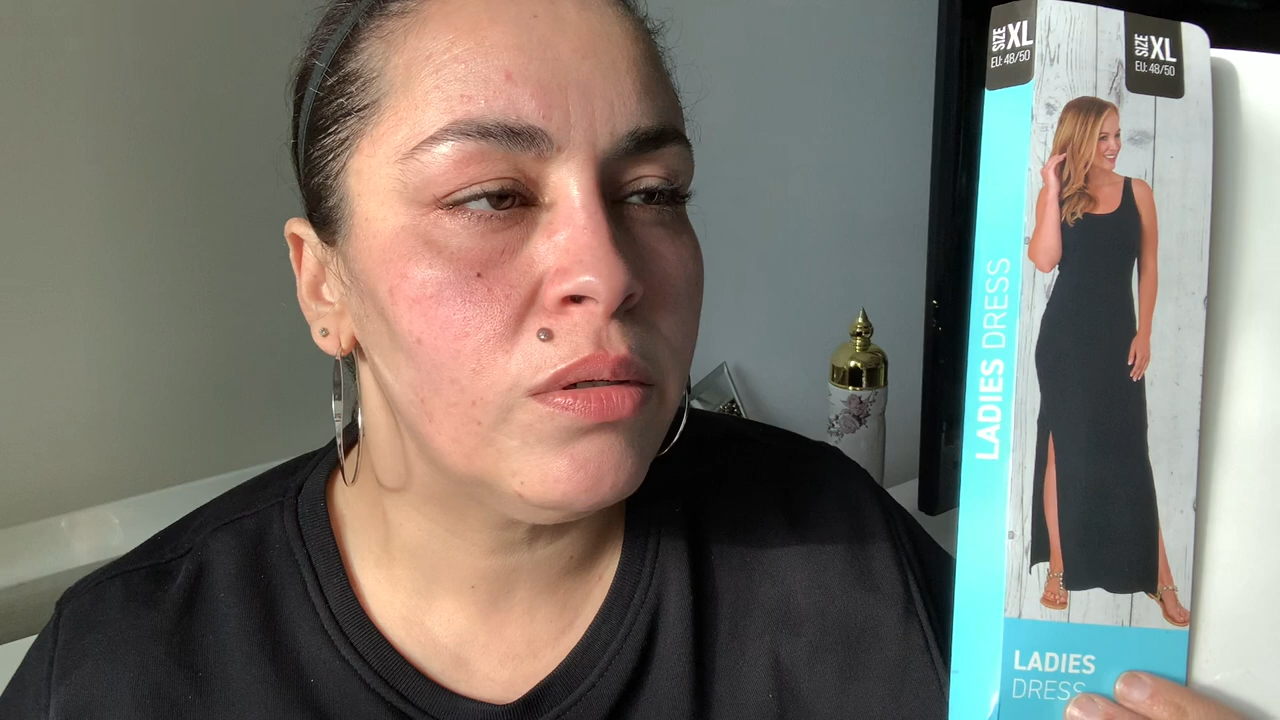 SIZE XL
EU: 48/50
SIZE XL
EU: 48/50
LADIES DRESS
LADIES
DRESS